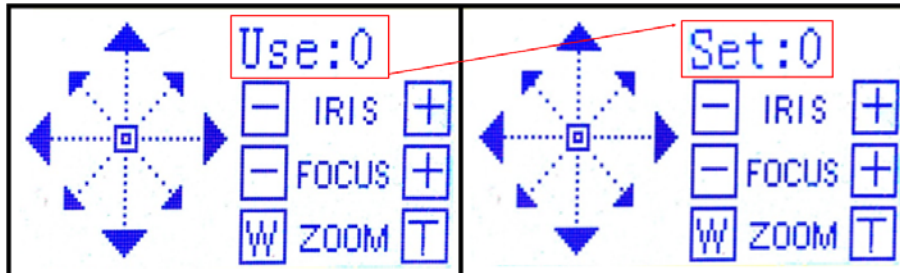 Use:0
- IRIS +
- FOCUS +
W ZOOM T
Set:0
- IRIS +
- FOCUS +
W ZOOM T